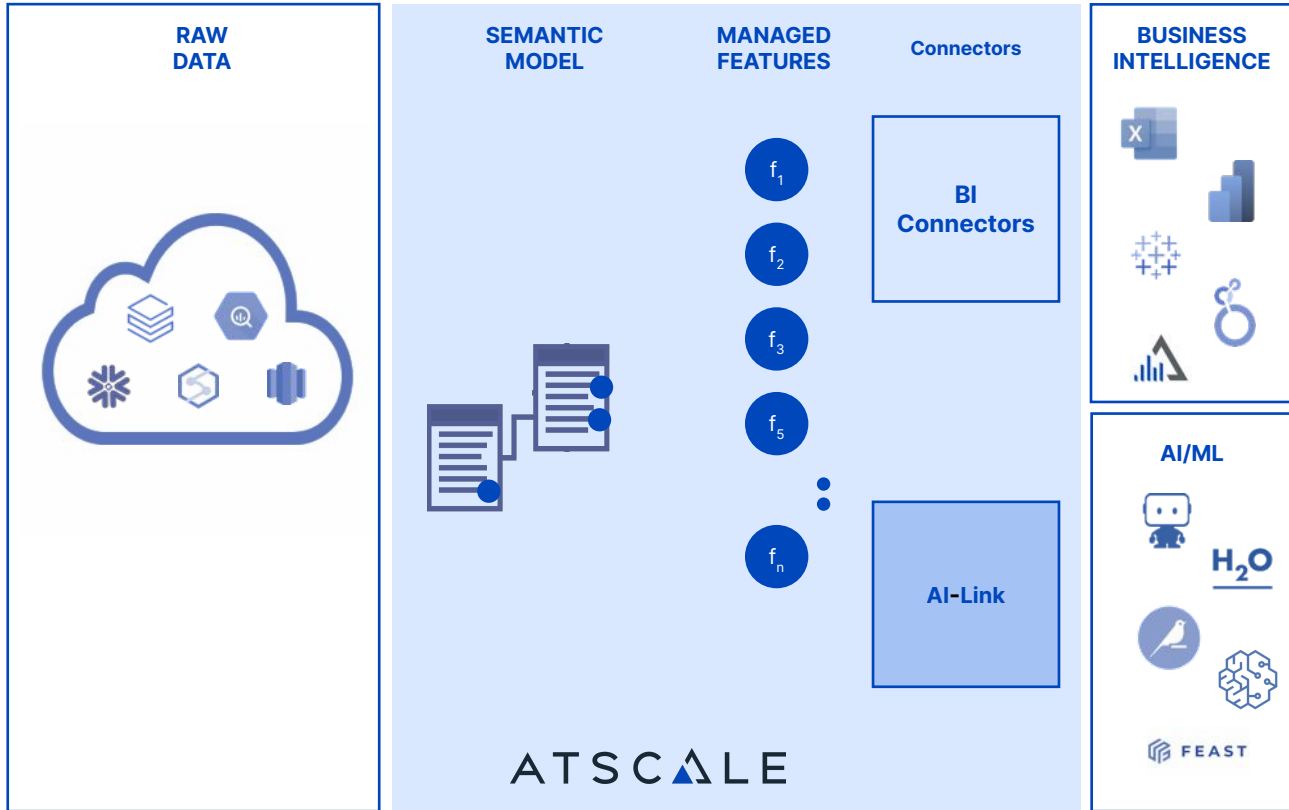 RAW
DATA
SEMANTIC
MODEL
MANAGED
FEATURES
Connectors
BUSINESS
INTELLIGENCE
X
f₁
f₂
f₃
f₅
fₙ
BI
Connectors
AI-Link
AI/ML
H₂O
FEAST
ATSCALE